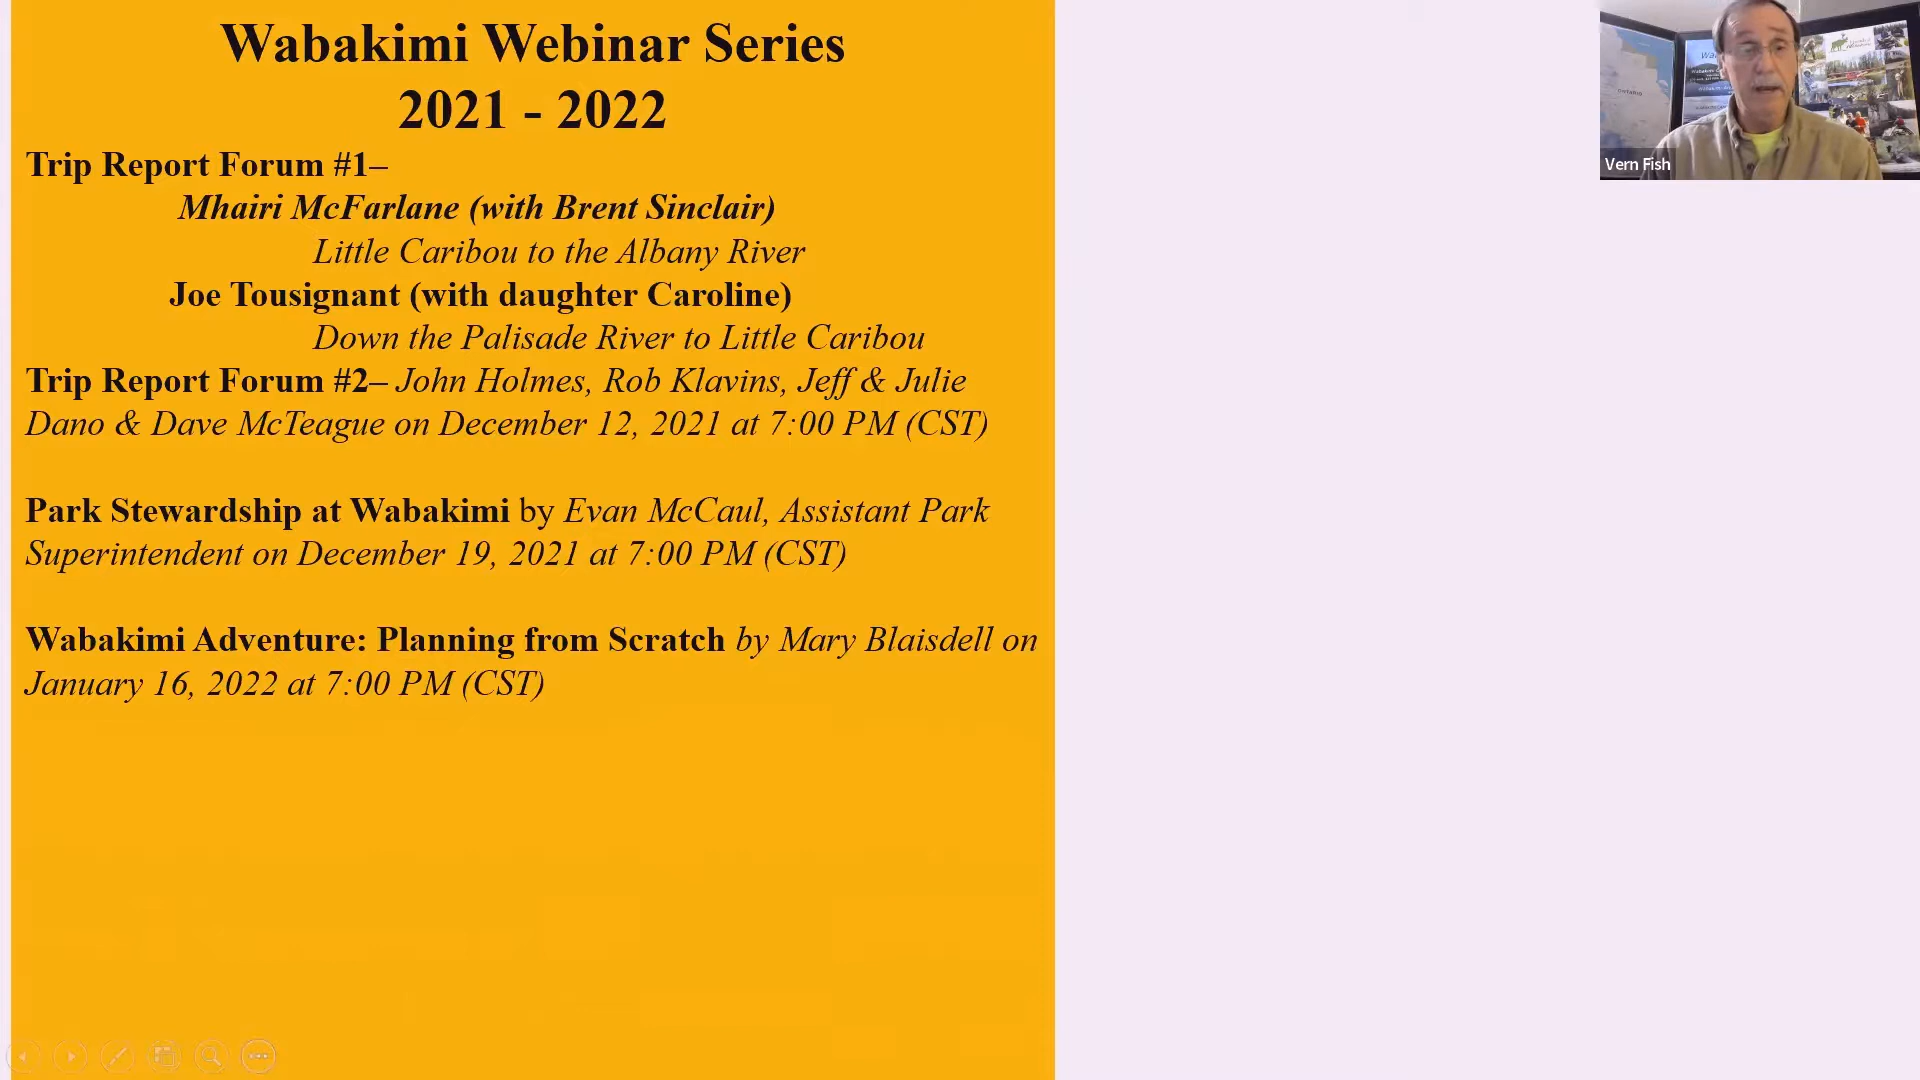 Wabakimi Webinar Series
2021 - 2022
Trip Report Forum #1–
Mhairi McFarlane (with Brent Sinclair)
Little Caribou to the Albany River
Joe Tousignant (with daughter Caroline)
Down the Palisade River to Little Caribou
Trip Report Forum #2– John Holmes, Rob Klavins, Jeff & Julie
Dano & Dave McTeague on December 12, 2021 at 7:00 PM (CST)
Park Stewardship at Wabakimi by Evan McCaul, Assistant Park
Superintendent on December 19, 2021 at 7:00 PM (CST)
Wabakimi Adventure: Planning from Scratch by Mary Blaisdell on
January 16, 2022 at 7:00 PM (CST)
Vern Fish